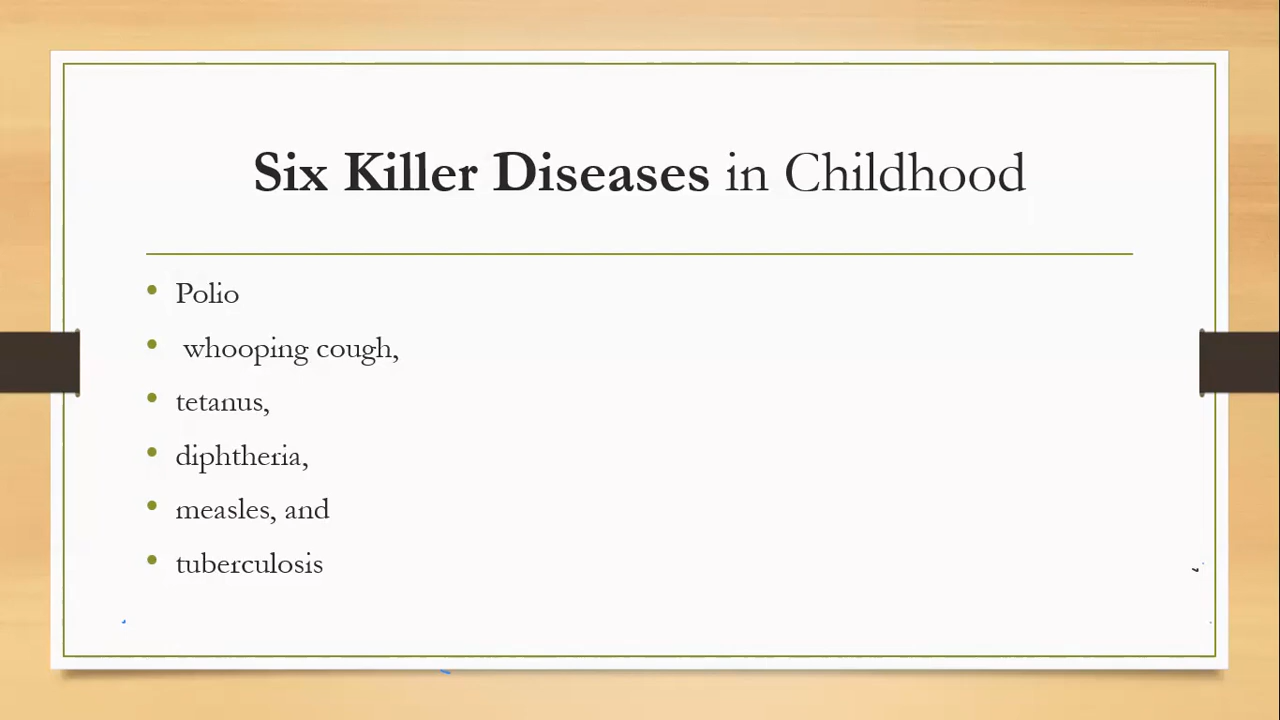 Six Killer Diseases in Childhood
• Polio
• whooping cough,
• tetanus,
• diphtheria,
• measles, and
• tuberculosis